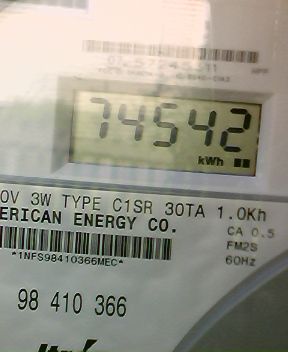 74542
kWh
0V 3W TYPE C1SR 30TA 1.0Kh
ERICAN ENERGY CO.
CA 0.5
FM2S
60Hz
*1NFS98410366MEC*
98 410 366